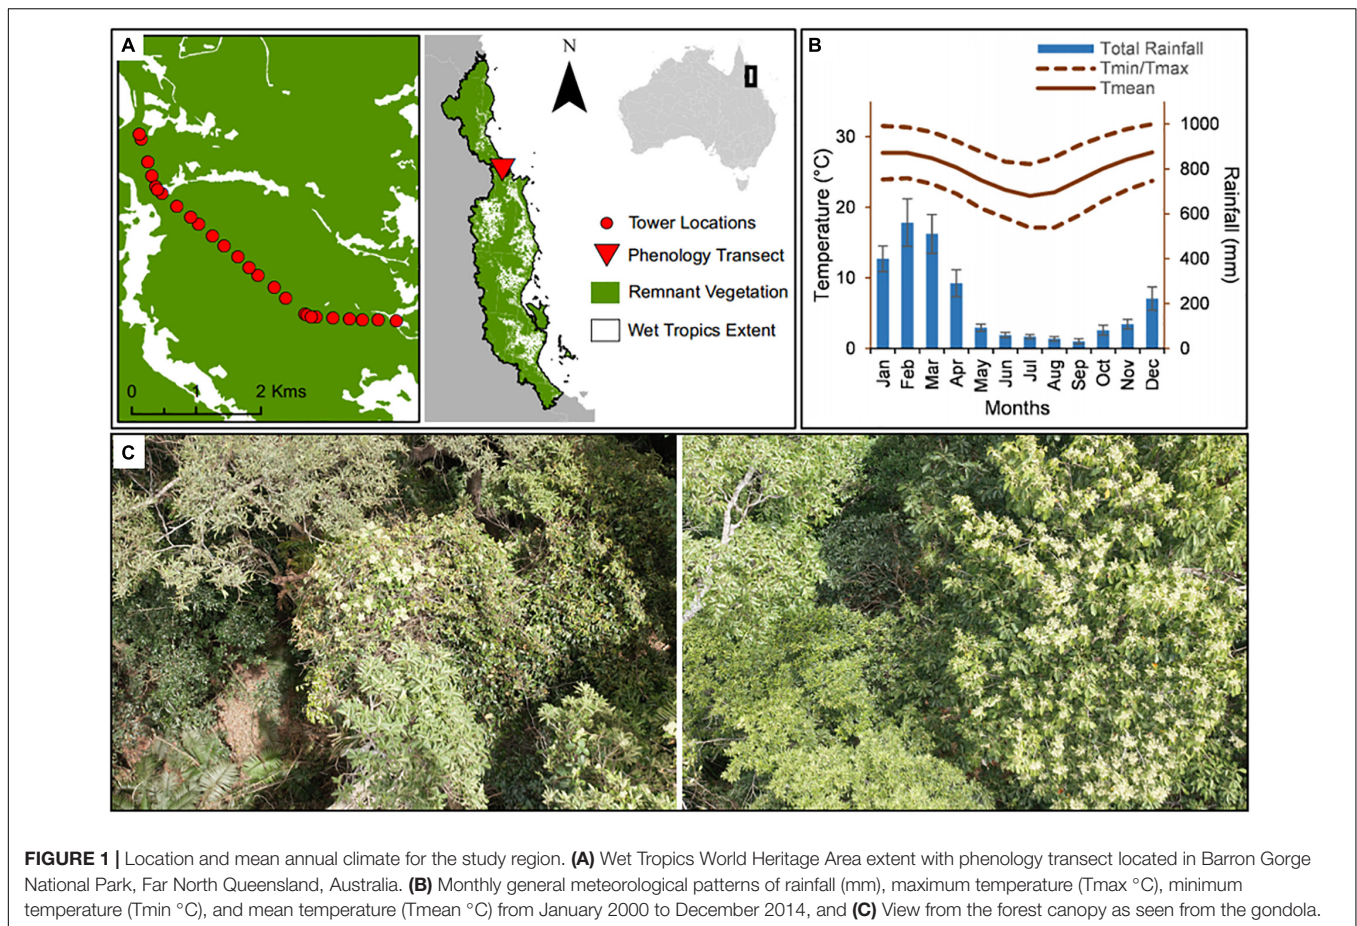 A
N
Tower Locations
Phenology Transect
Remnant Vegetation
Wet Tropics Extent
0 1 2 Kms
B
Total Rainfall
Tmin/Tmax
Tmean
Temperature (°C)
30
20
10
0
1000
800
600
400
200
0
Rainfall (mm)
Jan Feb Mar Apr May Jun Jul Aug Sep Oct Nov Dec
Months
C
FIGURE 1 | Location and mean annual climate for the study region. (A) Wet Tropics World Heritage Area extent with phenology transect located in Barron Gorge
National Park, Far North Queensland, Australia. (B) Monthly general meteorological patterns of rainfall (mm), maximum temperature (Tmax °C), minimum
temperature (Tmin °C), and mean temperature (Tmean °C) from January 2000 to December 2014, and (C) View from the forest canopy as seen from the gondola.